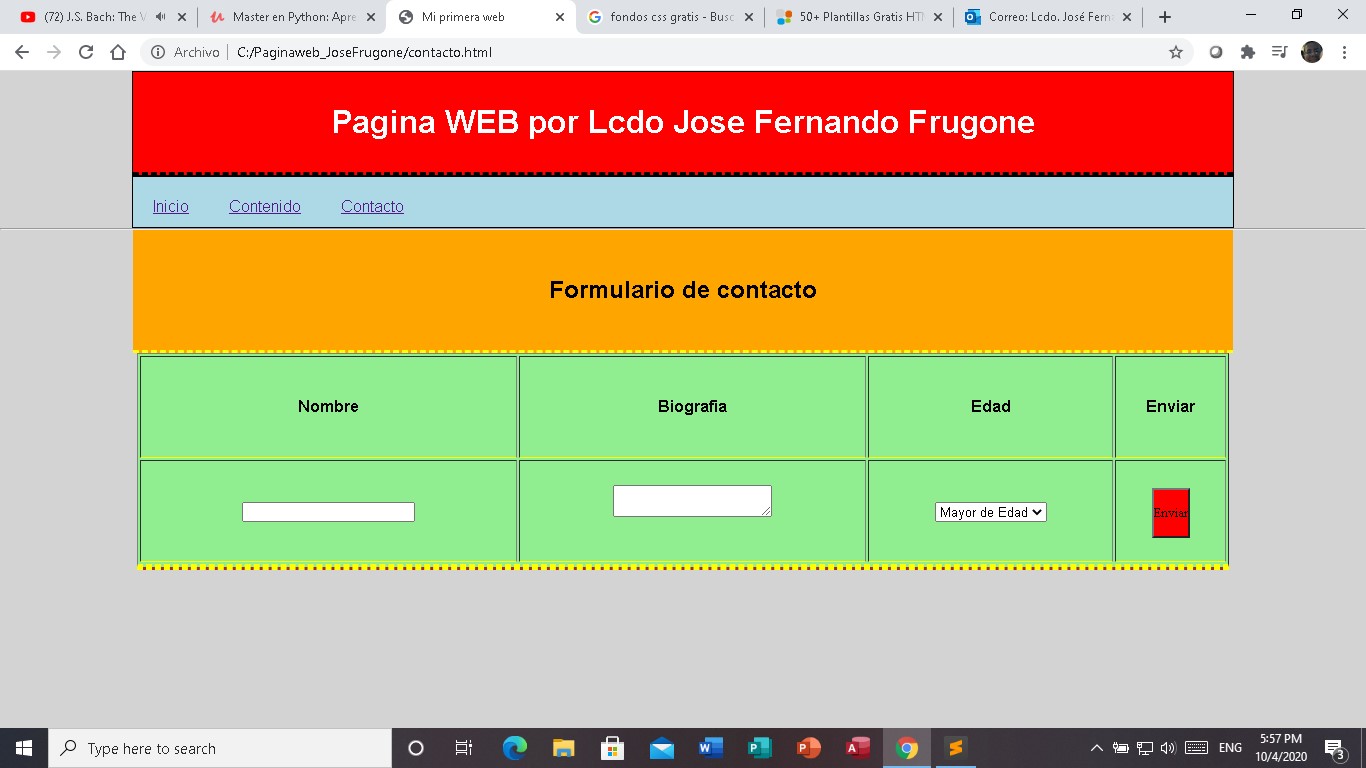 (72) J.S. Bach: The V
Master en Python: Apre
Mi primera web
fondos css gratis - Busc
50+ Plantillas Gratis HTM
Correo: Lcdo. José Fern
Archivo
C:/Paginaweb_JoseFrugone/contacto.html
Pagina WEB por Lcdo Jose Fernando Frugone
Inicio Contenido Contacto
Formulario de contacto
Nombre Biografia Edad Enviar
Mayor de Edad Enviar
Type here to search
ENG
5:57 PM
10/4/2020
3